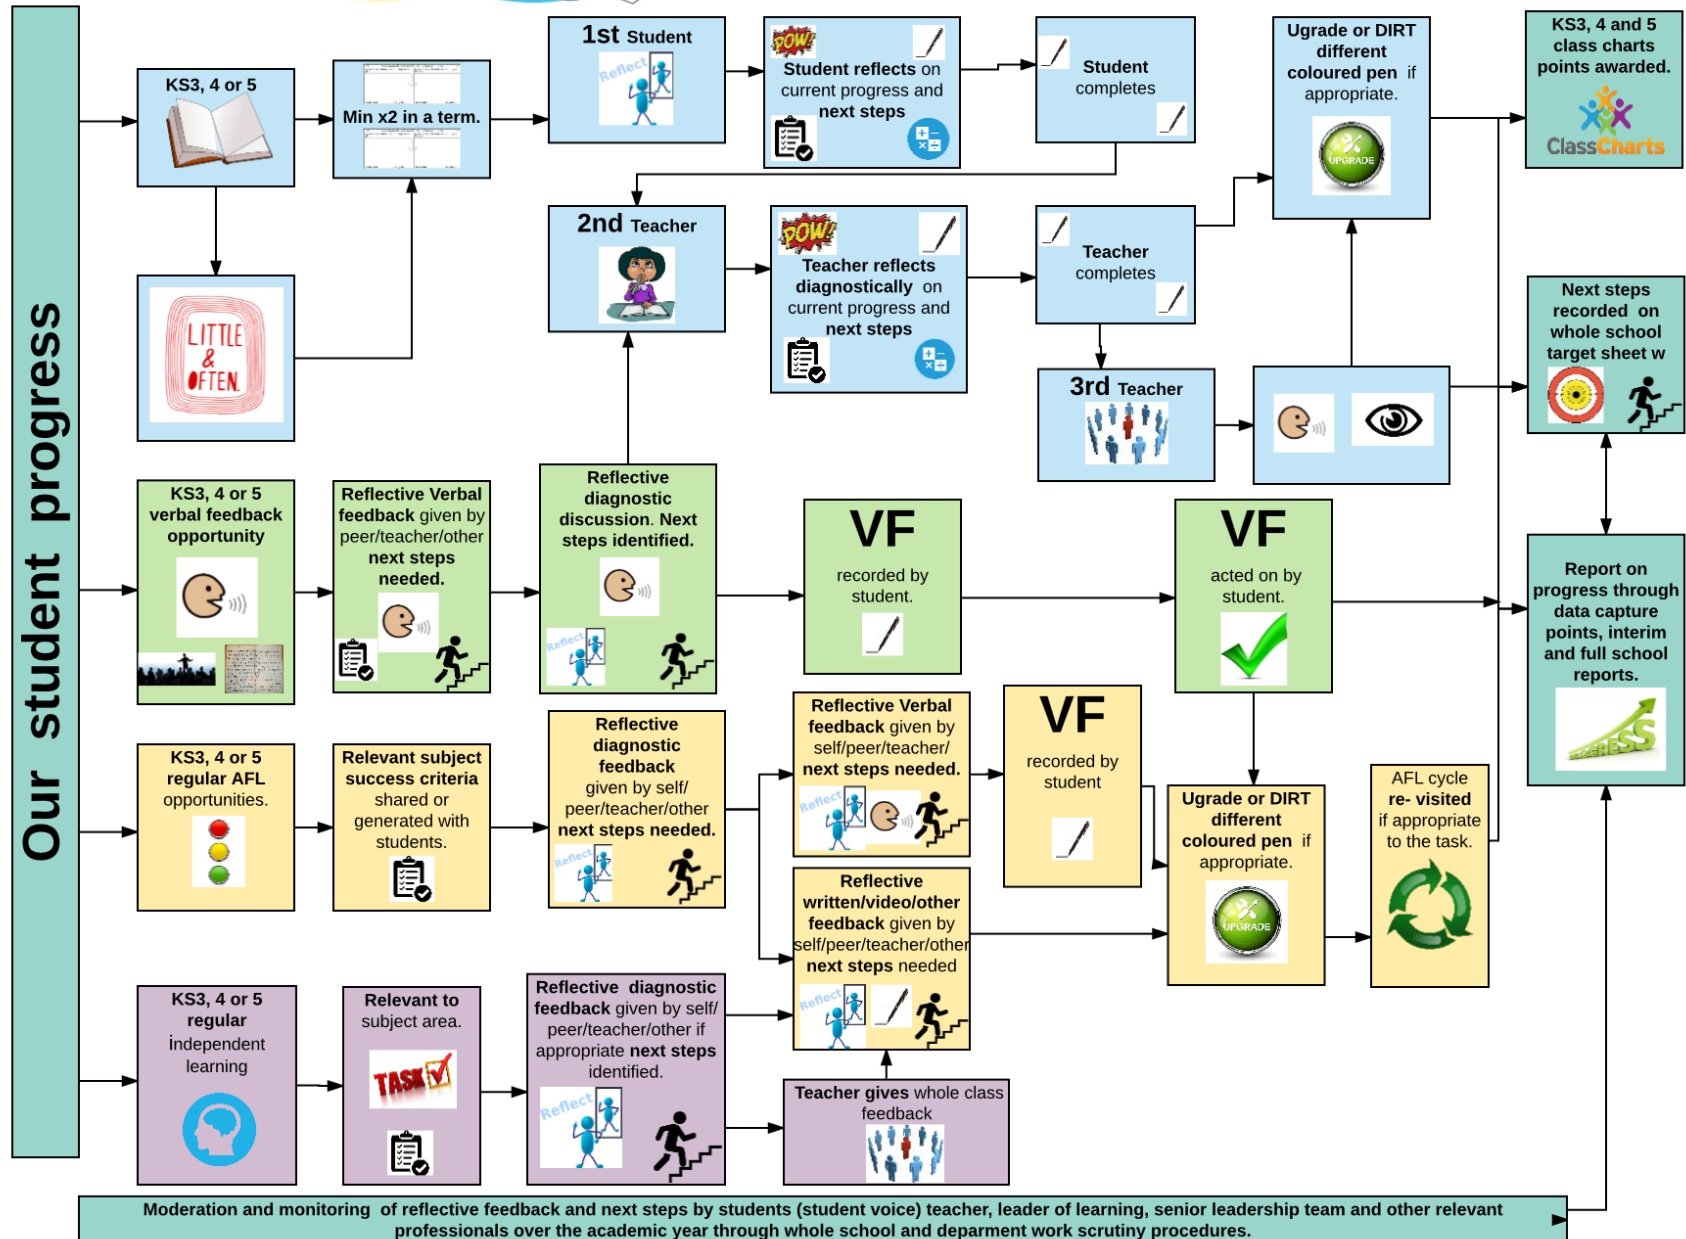 Our student progress
KS3, 4 or 5
Min x2 in a term.
LITTLE
&
OFTEN.
1st Student
Reflect
POW!
Student reflects on
current progress and
next steps
Student
completes
Ugrade or DIRT
different
coloured pen if
appropriate.
UPGRADE
KS3, 4 and 5
class charts
points awarded.
ClassCharts
2nd Teacher
POW!
Teacher reflects
diagnostically on
current progress and
next steps
Teacher
completes
3rd Teacher
Next steps
recorded on
whole school
target sheet w
KS3, 4 or 5
verbal feedback
opportunity
Reflective Verbal
feedback given by
peer/teacher/other
next steps
needed.
Reflective
diagnostic
discussion. Next
steps identified.
Reflect
VF
recorded by
student.
VF
acted on by
student.
Report on
progress through
data capture
points, interim
and full school
reports.
PROGRESS
KS3, 4 or 5
regular AFL
opportunities.
Relevant subject
success criteria
shared or
generated with
students.
Reflective
diagnostic
feedback
given by self/
peer/teacher/other
next steps needed.
Reflect
Reflective Verbal
feedback given by
self/peer/teacher/
next steps needed.
Reflect
VF
recorded by
student
Reflective
written/video/other
feedback given by
self/peer/teacher/other
next steps needed
Reflect
Ugrade or DIRT
different
coloured pen if
appropriate.
UPGRADE
AFL cycle
re- visited
if appropriate
to the task.
KS3, 4 or 5
regular
independent
learning
Relevant to
subject area.
TASK
Reflective diagnostic
feedback given by self/
peer/teacher/other if
appropriate next steps
identified.
Reflect
Teacher gives whole class
feedback
Moderation and monitoring of reflective feedback and next steps by students (student voice) teacher, leader of learning, senior leadership team and other relevant
professionals over the academic year through whole school and deparment work scrutiny procedures.